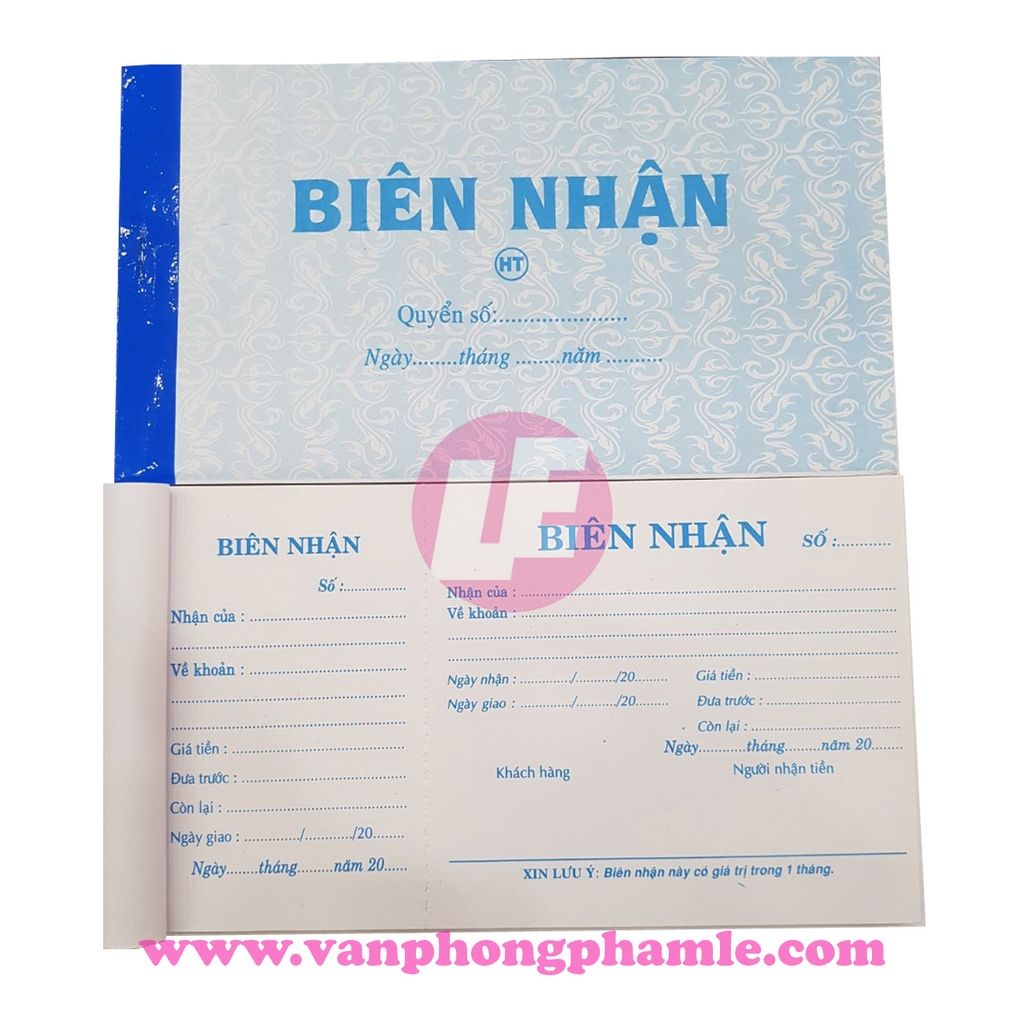 BIÊN NHẬN
HT
Quyển số:......................
Ngày........tháng ........năm ..........
LF
BIÊN NHẬN
Số :..................
Nhận của : ..............................................
......................................................................
Về khoản : ..............................................
......................................................................
......................................................................
Giá tiền : ....................................................
Đưa trước : .................................................
Còn lại : .....................................................
Ngày giao : ............../............/20........
Ngày........tháng........năm 20......
BIÊN NHẬN SỐ :............
Nhận của : ..............................................................................................................
Về khoản : ..............................................................................................................
....................................................................................................................................
....................................................................................................................................
Ngày nhận : ............./............/20......... Giá tiền : .........................................
Ngày giao : ............./............/20......... Đưa trước : ......................................
Còn lại : ..........................................
Ngày..........tháng........năm 20........
Khách hàng Người nhận tiền
XIN LƯU Ý: Biên nhận này có giá trị trong 1 tháng.
www.vanphongphamle.com